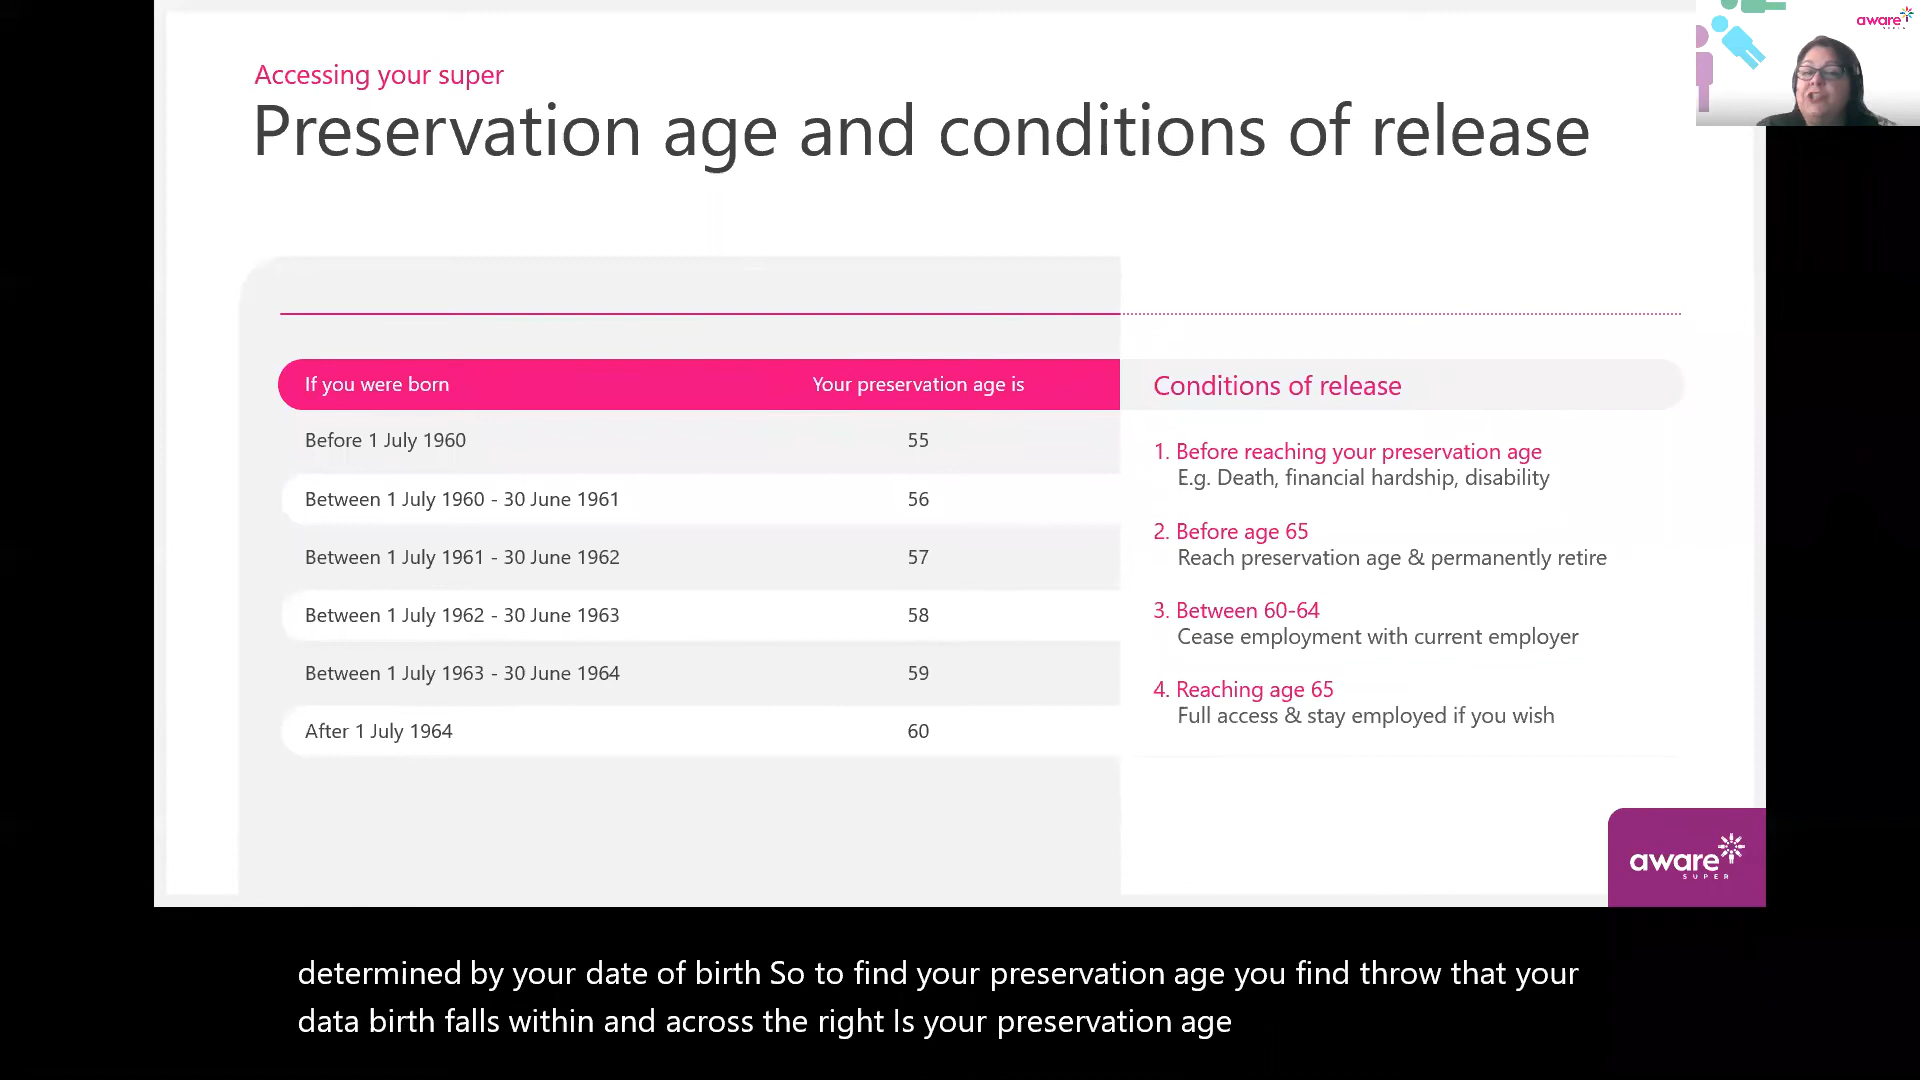 aware
Accessing your super
Preservation age and conditions of release
If you were born Your preservation age is
Before 1 July 1960 55
Between 1 July 1960 - 30 June 1961 56
Between 1 July 1961 - 30 June 1962 57
Between 1 July 1962 - 30 June 1963 58
Between 1 July 1963 - 30 June 1964 59
After 1 July 1964 60
Conditions of release
1. Before reaching your preservation age
E.g. Death, financial hardship, disability
2. Before age 65
Reach preservation age & permanently retire
3. Between 60-64
Cease employment with current employer
4. Reaching age 65
Full access & stay employed if you wish
aware
SUPER
determined by your date of birth So to find your preservation age you find throw that your
data birth falls within and across the right Is your preservation age